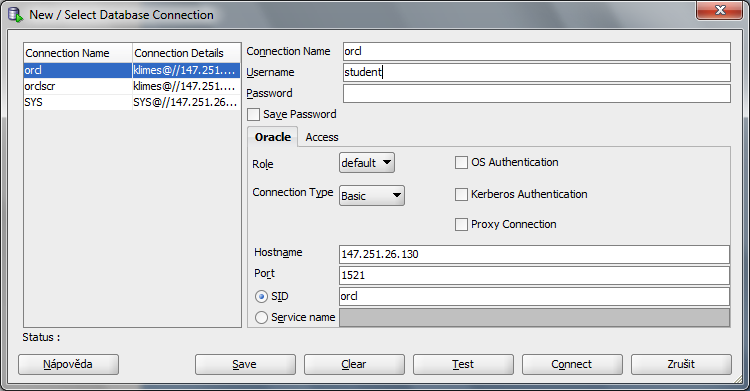 New / Select Database Connection
Connection Name Connection Details
orcl klimes@//147.251....
orclscr klimes@//147.251....
SYS SYS@//147.251.26...
Connection Name orcl
Username student
Password
Save Password
Oracle Access
Role default OS Authentication
Connection Type Basic Kerberos Authentication
Proxy Connection
Hostname 147.251.26.130
Port 1521
SID orcl
Service name
Status :
Nápověda Save Clear Test Connect Zrušit